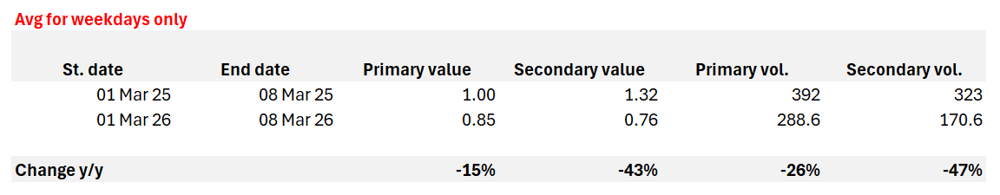 Avg for weekdays only
St. date End date Primary value Secondary value Primary vol. Secondary vol.
01 Mar 25 08 Mar 25 1.00 1.32 392 323
01 Mar 26 08 Mar 26 0.85 0.76 288.6 170.6
Change y/y -15% -43% -26% -47%